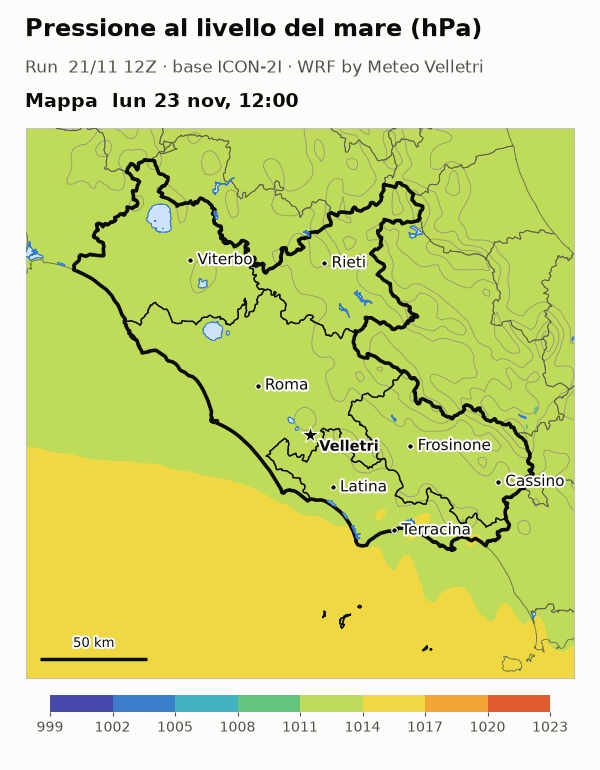 Pressione al livello del mare (hPa)
Run 21/11 12Z · base ICON-2I · WRF by Meteo Velletri
Mappa lun 23 nov, 12:00
Viterbo
Rieti
Roma
Velletri
Frosinone
Latina
Cassino
Terracina
50 km
999 1002 1005 1008 1011 1014 1017 1020 1023